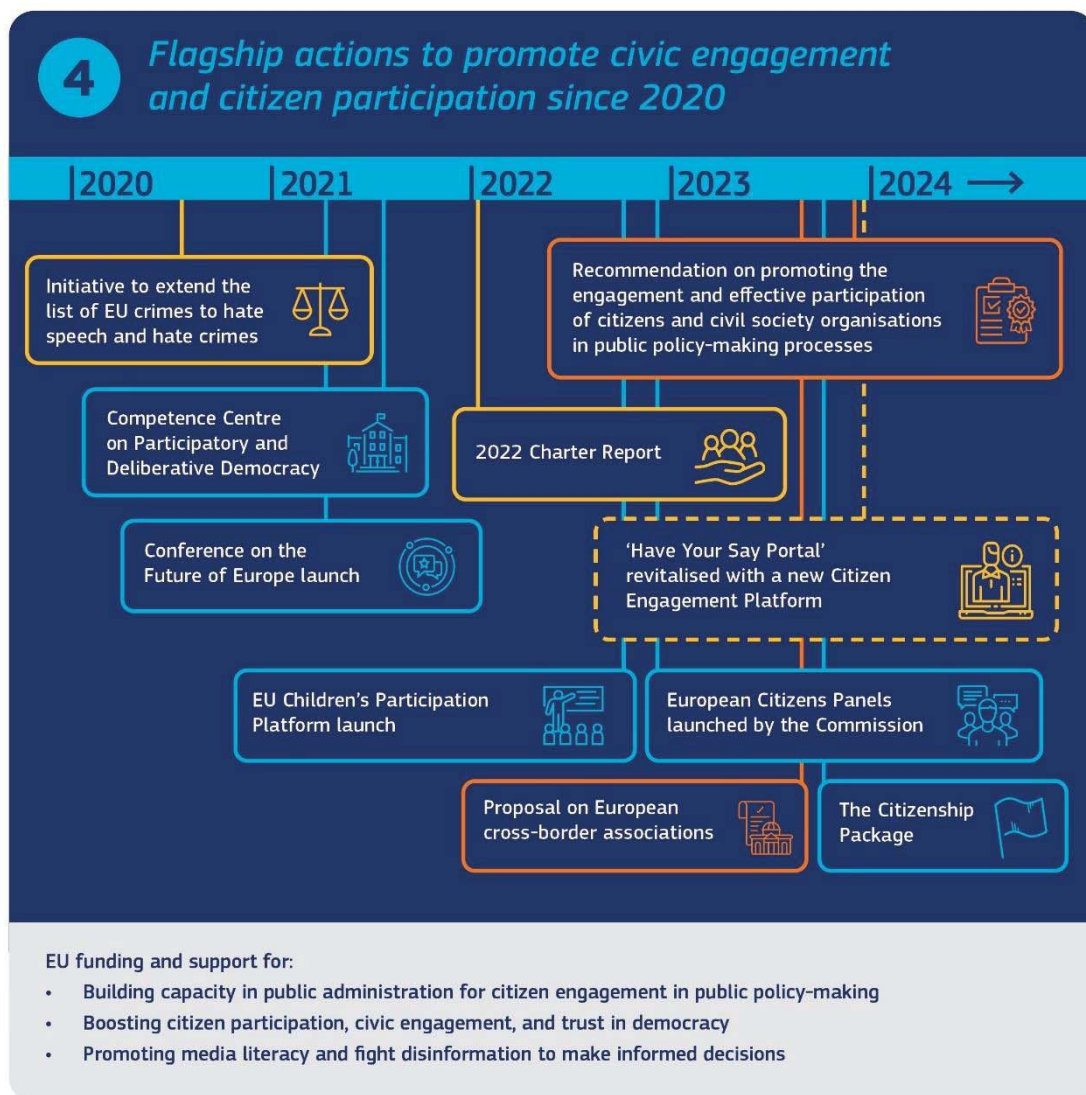 4
Flagship actions to promote civic engagement
and citizen participation since 2020
|2020 |2021 |2022 |2023 |2024 →
Initiative to extend the
list of EU crimes to hate
speech and hate crimes
Recommendation on promoting the
engagement and effective participation
of citizens and civil society organisations
in public policy-making processes
Competence Centre
on Participatory and
Deliberative Democracy
2022 Charter Report
Conference on the
Future of Europe launch
‘Have Your Say Portal’
revitalised with a new Citizen
Engagement Platform
EU Children’s Participation
Platform launch
European Citizens Panels
launched by the Commission
Proposal on European
cross-border associations
The Citizenship
Package
EU funding and support for:
• Building capacity in public administration for citizen engagement in public policy-making
• Boosting citizen participation, civic engagement, and trust in democracy
• Promoting media literacy and fight disinformation to make informed decisions